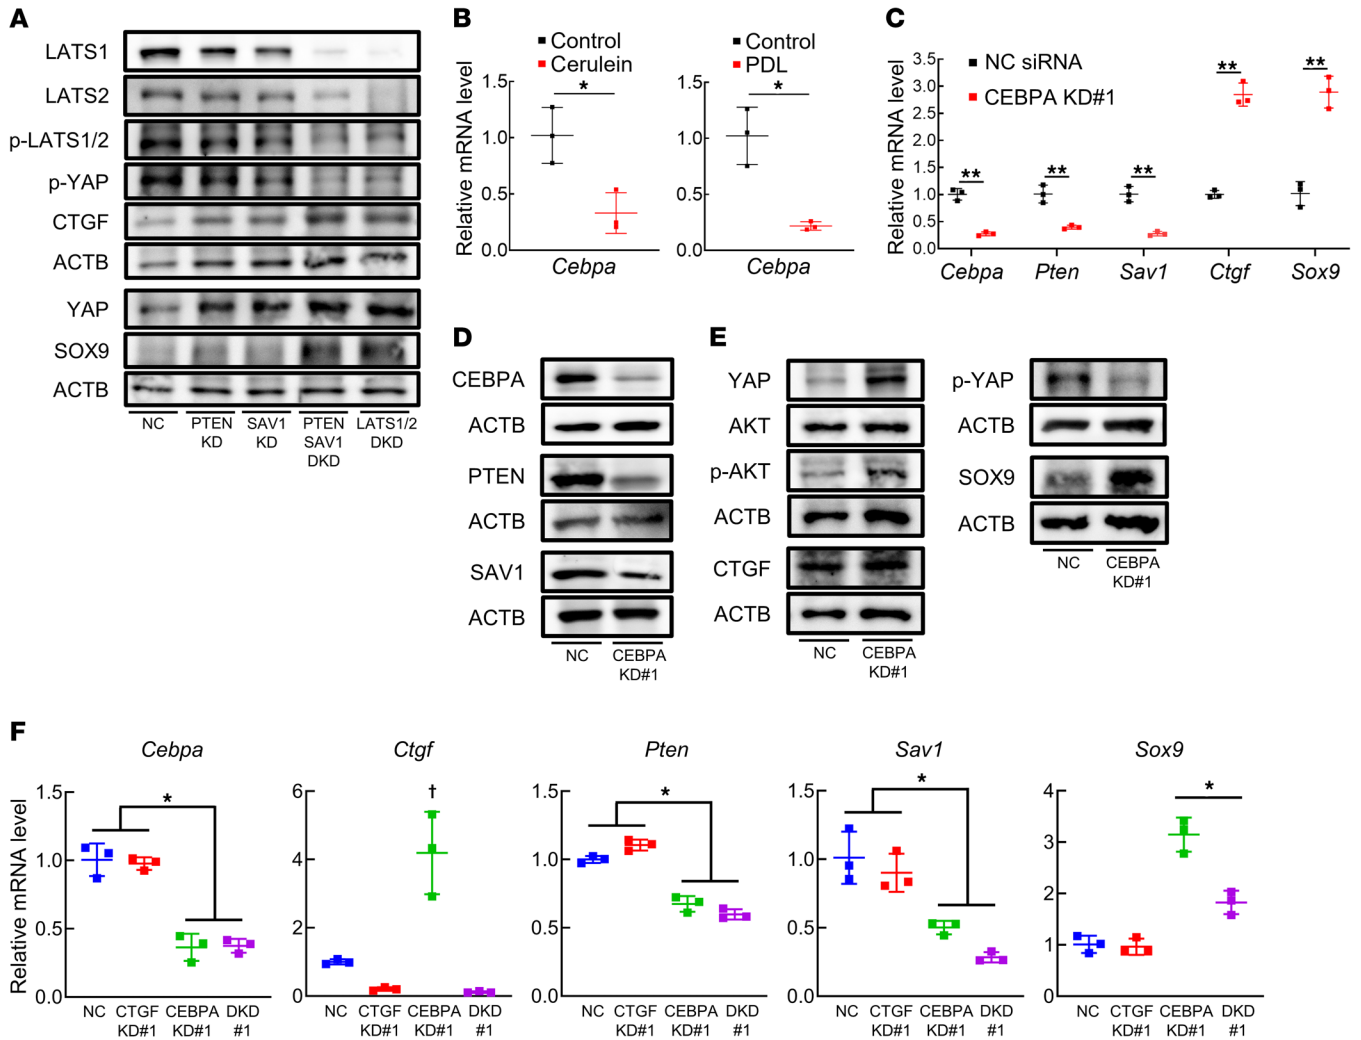 A
LATS1
LATS2
p-LATS1/2
p-YAP
CTGF
ACTB
YAP
SOX9
ACTB
NC
PTEN
KD
SAV1
KD
PTEN
SAV1
DKD
LATS1/2
DKD
B
Control
Cerulein
Relative mRNA level
1.5
1.0
0.5
0.0
*
Cebpa
Control
PDL
1.5
1.0
0.5
0.0
*
Cebpa
C
NC siRNA
CEBPA KD#1
Relative mRNA level
3.5
3.0
2.5
2.0
1.5
1.0
0.5
0.0
**
**
**
**
**
Cebpa
Pten
Sav1
Ctgf
Sox9
D
CEBPA
ACTB
PTEN
ACTB
SAV1
ACTB
NC
CEBPA
KD#1
E
YAP
AKT
p-AKT
ACTB
CTGF
ACTB
NC
CEBPA
KD#1
p-YAP
ACTB
SOX9
ACTB
NC
CEBPA
KD#1
F
Relative mRNA level
Cebpa
1.5
1.0
0.5
0.0
*
NC
CTGF
KD#1
CEBPA
KD#1
DKD
#1
Ctgf
6
4
2
0
†
NC
CTGF
KD#1
CEBPA
KD#1
DKD
#1
Pten
1.5
1.0
0.5
0.0
*
NC
CTGF
KD#1
CEBPA
KD#1
DKD
#1
Sav1
1.5
1.0
0.5
0.0
*
NC
CTGF
KD#1
CEBPA
KD#1
DKD
#1
Sox9
4
3
2
1
0
*
NC
CTGF
KD#1
CEBPA
KD#1
DKD
#1